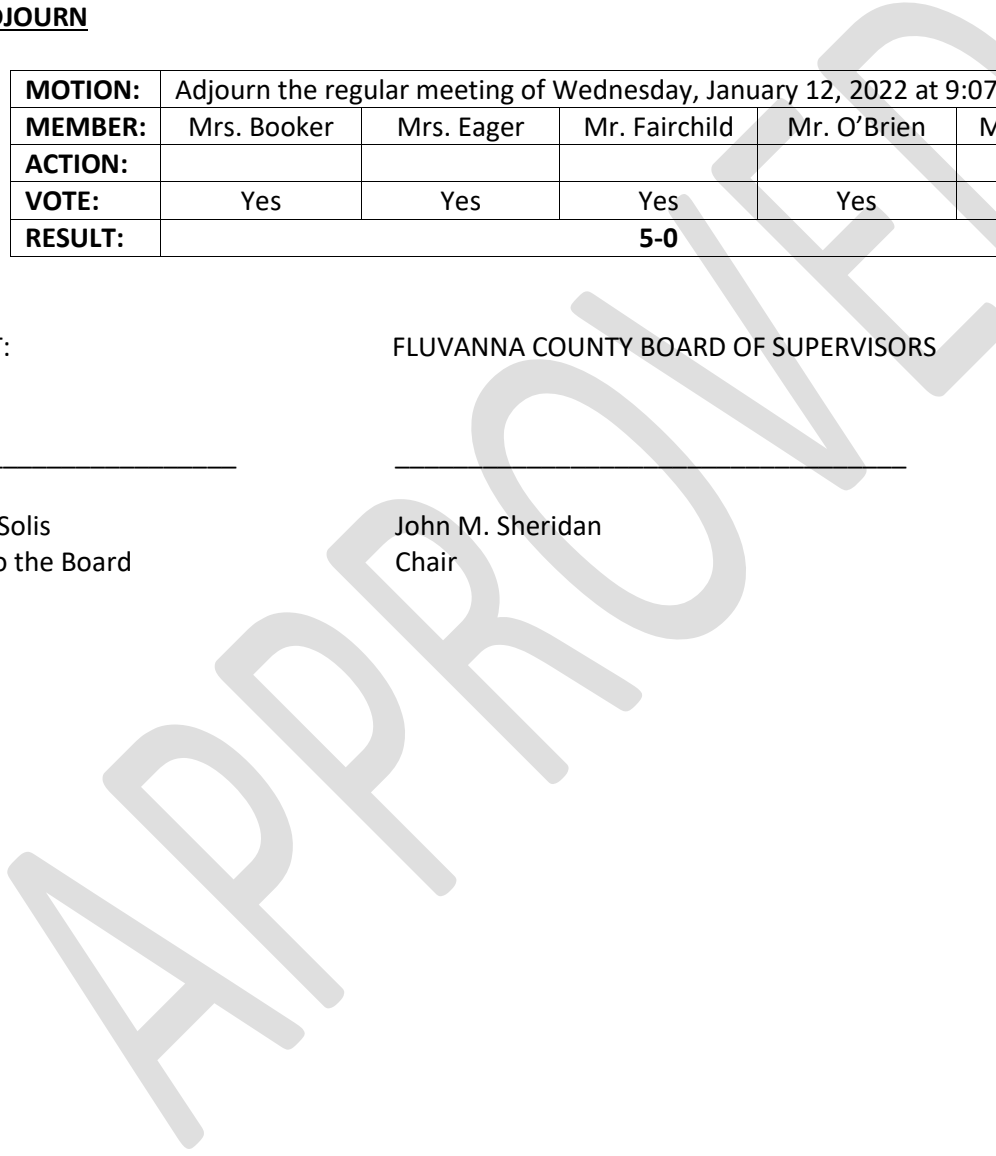 DJOURN
MOTION: Adjourn the regular meeting of Wednesday, January 12, 2022 at 9:07
MEMBER: Mrs. Booker Mrs. Eager Mr. Fairchild Mr. O’Brien M
ACTION:
VOTE: Yes Yes Yes Yes
RESULT: 5-0
T: FLUVANNA COUNTY BOARD OF SUPERVISORS
Solis John M. Sheridan
o the Board Chair
APPROVED